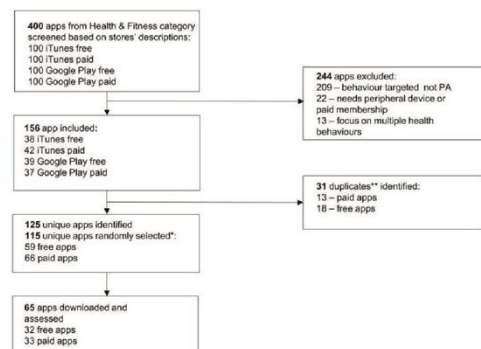 400 apps from Health & Fitness category
screened based on stores' descriptions:
100 iTunes free
100 iTunes paid
100 Google Play free
100 Google Play paid
244 apps excluded:
209 – behaviour targeted not PA
22 – needs peripheral device or
paid membership
13 – focus on multiple health
behaviours
156 app included:
38 iTunes free
42 iTunes paid
39 Google Play free
37 Google Play paid
31 duplicates** identified:
13 – paid apps
18 – free apps
125 unique apps identified
115 unique apps randomly selected*:
59 free apps
66 paid apps
65 apps downloaded and
assessed
32 free apps
33 paid apps